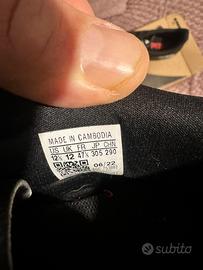 MADE IN CAMBODIA
US UK FR JP CHN
12½ 12 47⅓ 305 290
06/22
subito